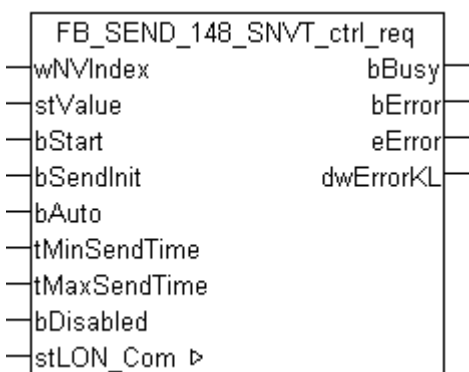 FB_SEND_148_SNVT_ctrl_req
wNVIndex bBusy
stValue bError
bStart eError
bSendInit dwErrorKL
bAuto
tMinSendTime
tMaxSendTime
bDisabled
stLON_Com ▷